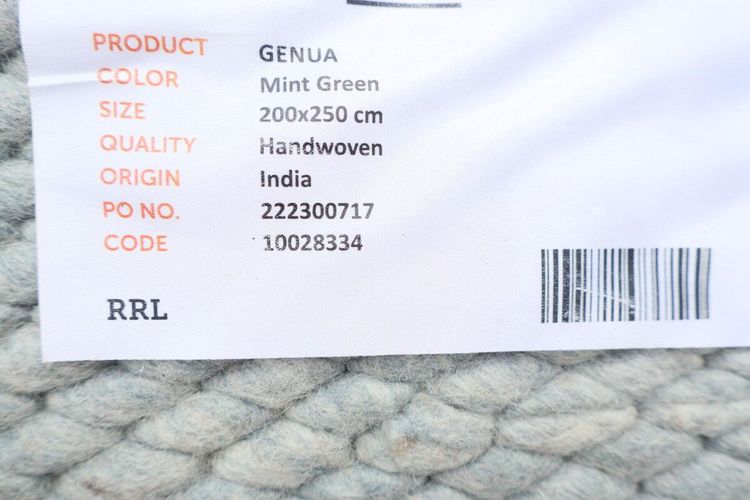 PRODUCT GENUA
COLOR Mint Green
SIZE 200x250 cm
QUALITY Handwoven
ORIGIN India
PO NO. 222300717
CODE 10028334
RRL